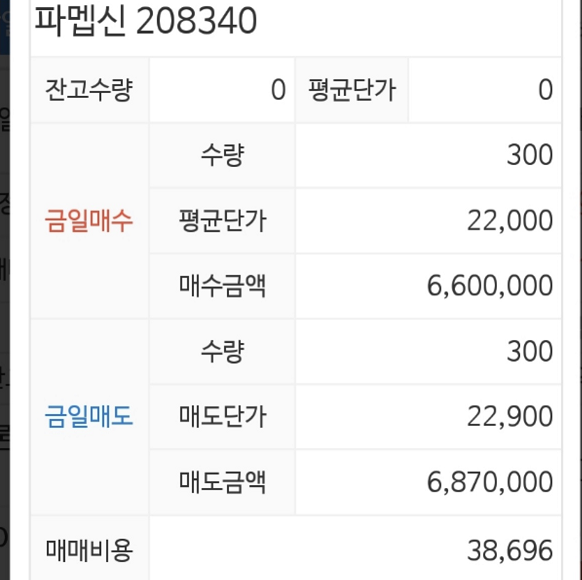 파멥신 208340
잔고수량 0 평균단가 0
수량 300
금일매수 평균단가 22,000
매수금액 6,600,000
수량 300
금일매도 매도단가 22,900
매도금액 6,870,000
매매비용 38,696